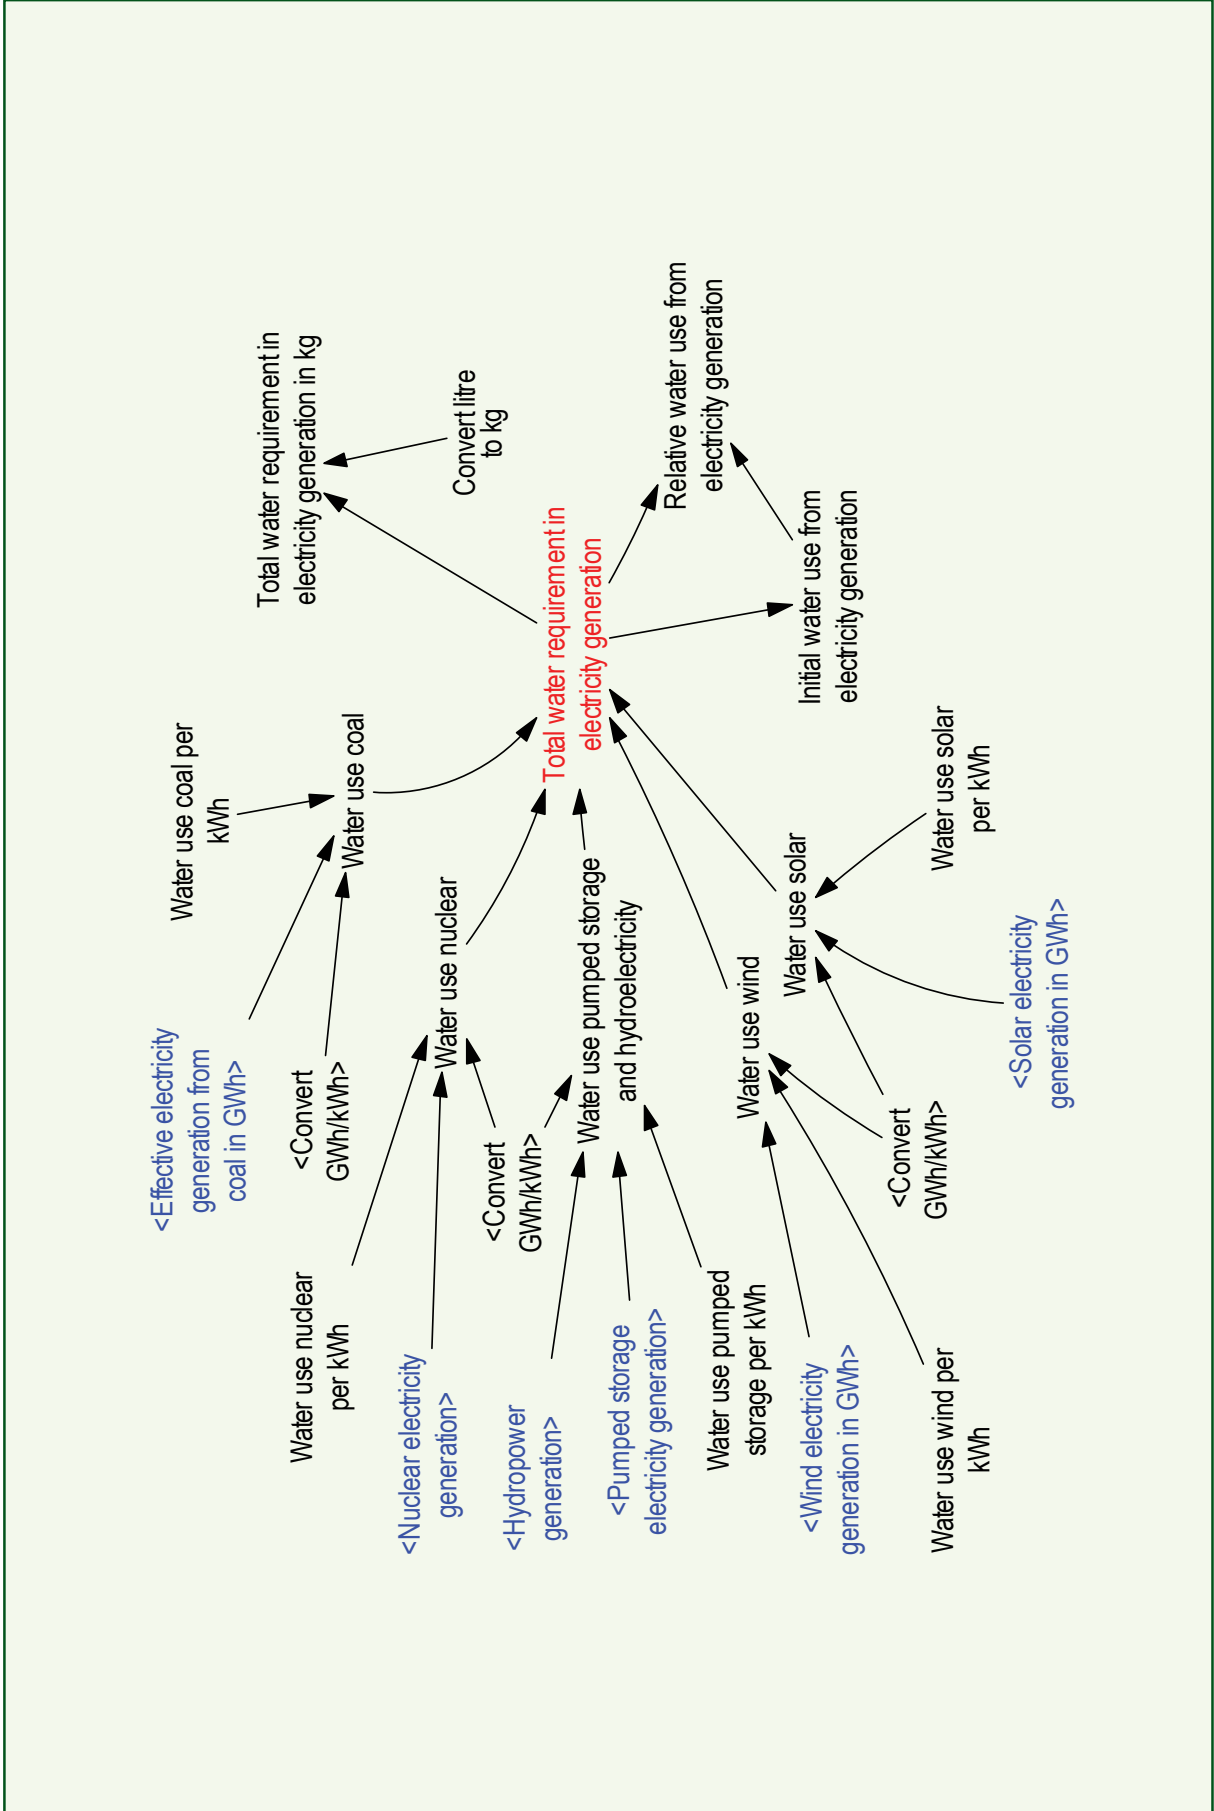 Water use coal per
kWh
<Effective electricity
generation from
coal in GWh>
Water use coal
<Convert
GWh/kWh>
Total water requirement in
electricity generation in kg
Convert litre
to kg
Water use nuclear
per kWh
Water use nuclear
<Nuclear electricity
generation>
<Convert
GWh/kWh>
Total water requirement in
electricity generation
<Hydropower
generation>
Water use pumped storage
and hydroelectricity
<Pumped storage
electricity generation>
Relative water use from
electricity generation
Water use pumped
storage per kWh
Water use wind
Water use solar
Initial water use from
electricity generation
<Wind electricity
generation in GWh>
<Convert
GWh/kWh>
Water use wind per
kWh
Water use solar
per kWh
<Solar electricity
generation in GWh>